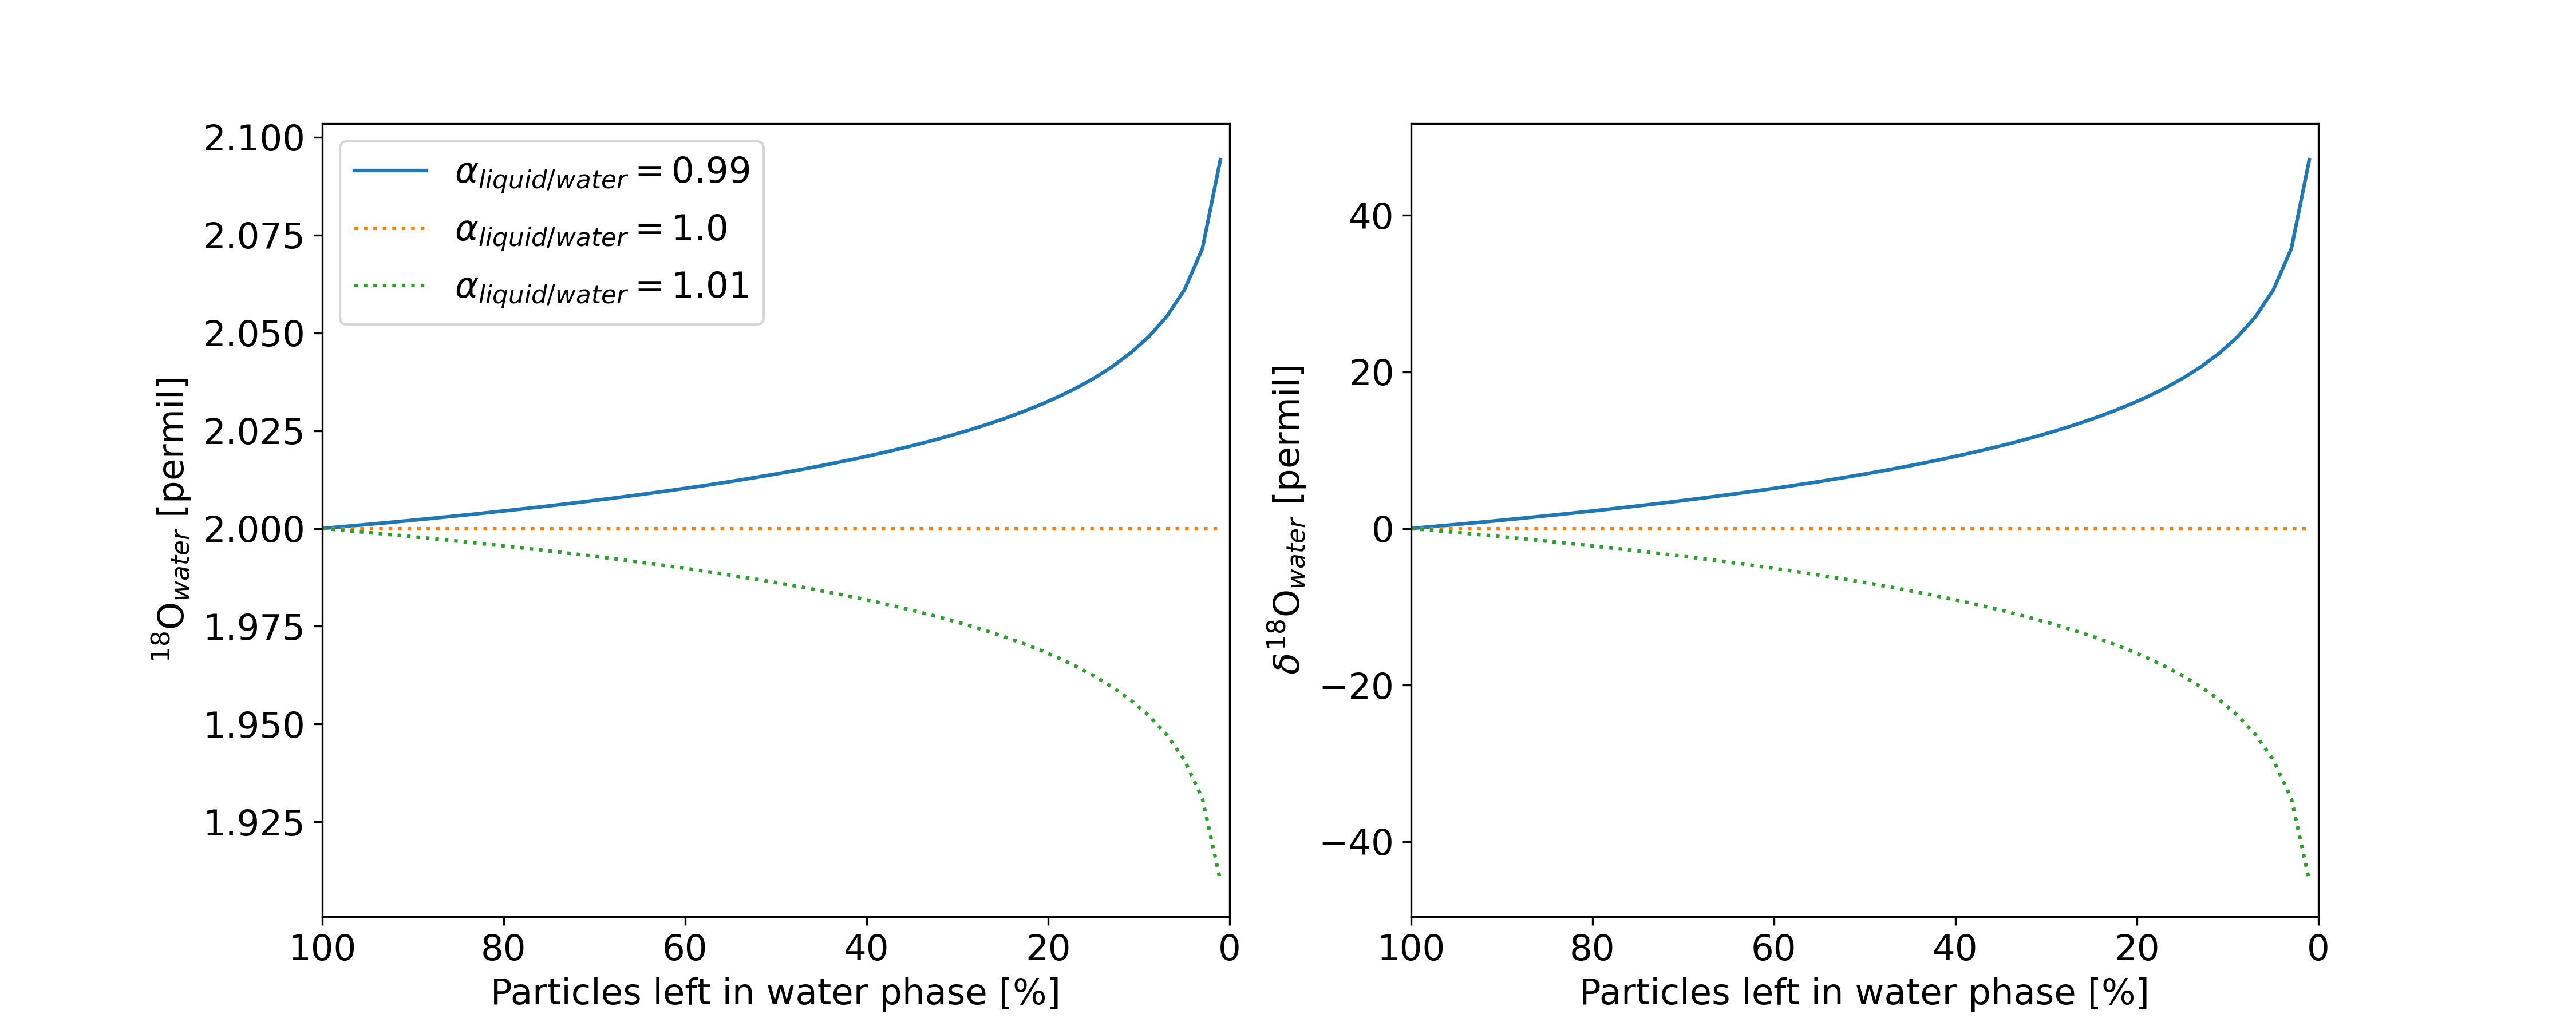 2.100
2.075
2.050
2.025
2.000
1.975
1.950
1.925
¹⁸O_water [permil]
α_liquid/water = 0.99
α_liquid/water = 1.0
α_liquid/water = 1.01
100 80 60 40 20 0
Particles left in water phase [%]
40
20
0
−20
−40
δ¹⁸O_water [permil]
100 80 60 40 20 0
Particles left in water phase [%]